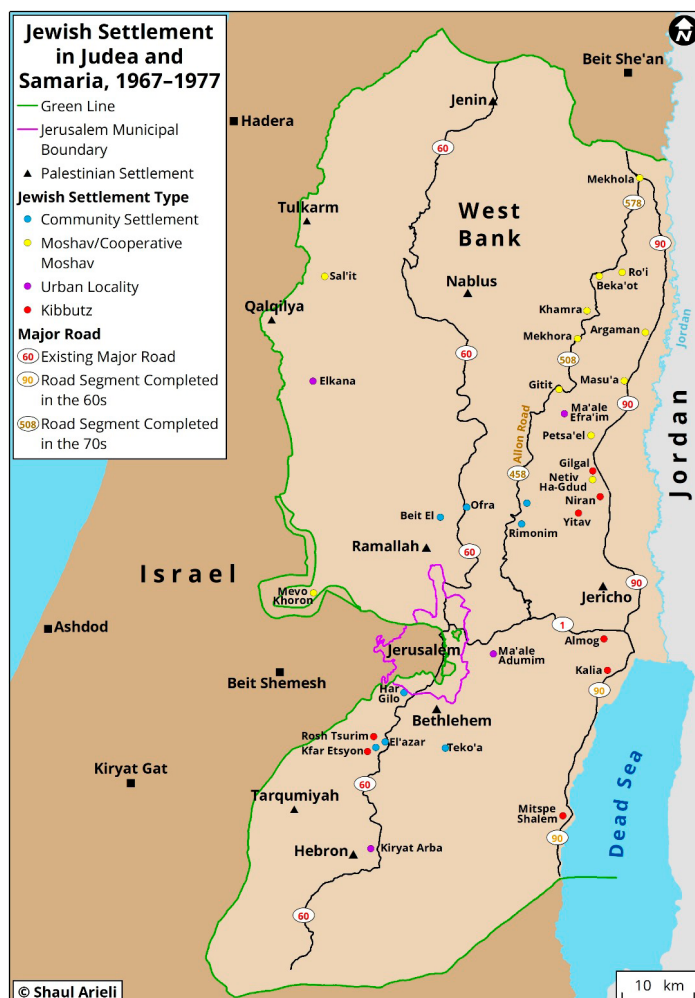 Jewish Settlement
in Judea and
Samaria, 1967–1977
Green Line
Jerusalem Municipal
Boundary
Palestinian Settlement
Jewish Settlement Type
Community Settlement
Moshav/Cooperative
Moshav
Urban Locality
Kibbutz
Major Road
60 Existing Major Road
90 Road Segment Completed
in the 60s
508 Road Segment Completed
in the 70s
N
Beit She'an
Jenin
Hadera
60
Mekhola
578
Tulkarm
West
Bank
90
Sal'it
Ro'i
Beka'ot
Nablus
Khamra
Qalqilya
Argaman
Jordan
Mekhora
60
508
Elkana
Gitit
Masu'a
90
Ma'ale
Efra'im
Allon Road
Petsa'el
Jordan
Gilgal
458
Netiv
Ha-Gdud
Niran
Ofra
Beit El
Yitav
Rimonim
Ramallah
60
Israel
Mevo
Khoron
Jericho
90
Ashdod
1
Almog
Jerusalem
Ma'ale
Adumim
Kalia
Beit Shemesh
Har
Gilo
90
Bethlehem
Rosh Tsurim
El'azar
Kfar Etsyon
Teko'a
Kiryat Gat
60
Dead Sea
Tarqumiyah
Mitspe
Shalem
90
Hebron
Kiryat Arba
60
© Shaul Arieli
10 km